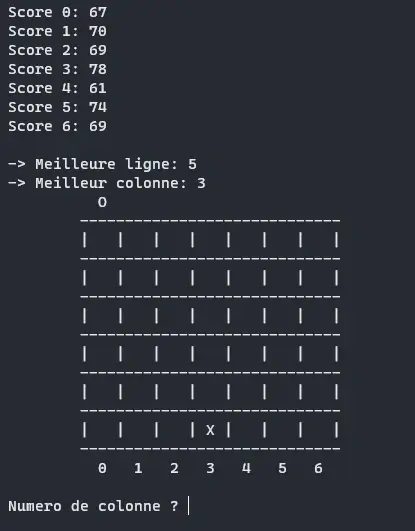 Score 0: 67
Score 1: 70
Score 2: 69
Score 3: 78
Score 4: 61
Score 5: 74
Score 6: 69
-> Meilleure ligne: 5
-> Meilleur colonne: 3
O
-----------------------------
|   |   |   |   |   |   |   |
-----------------------------
|   |   |   |   |   |   |   |
-----------------------------
|   |   |   |   |   |   |   |
-----------------------------
|   |   |   |   |   |   |   |
-----------------------------
|   |   |   |   |   |   |   |
-----------------------------
|   |   |   | X |   |   |   |
-----------------------------
0   1   2   3   4   5   6
Numero de colonne ?